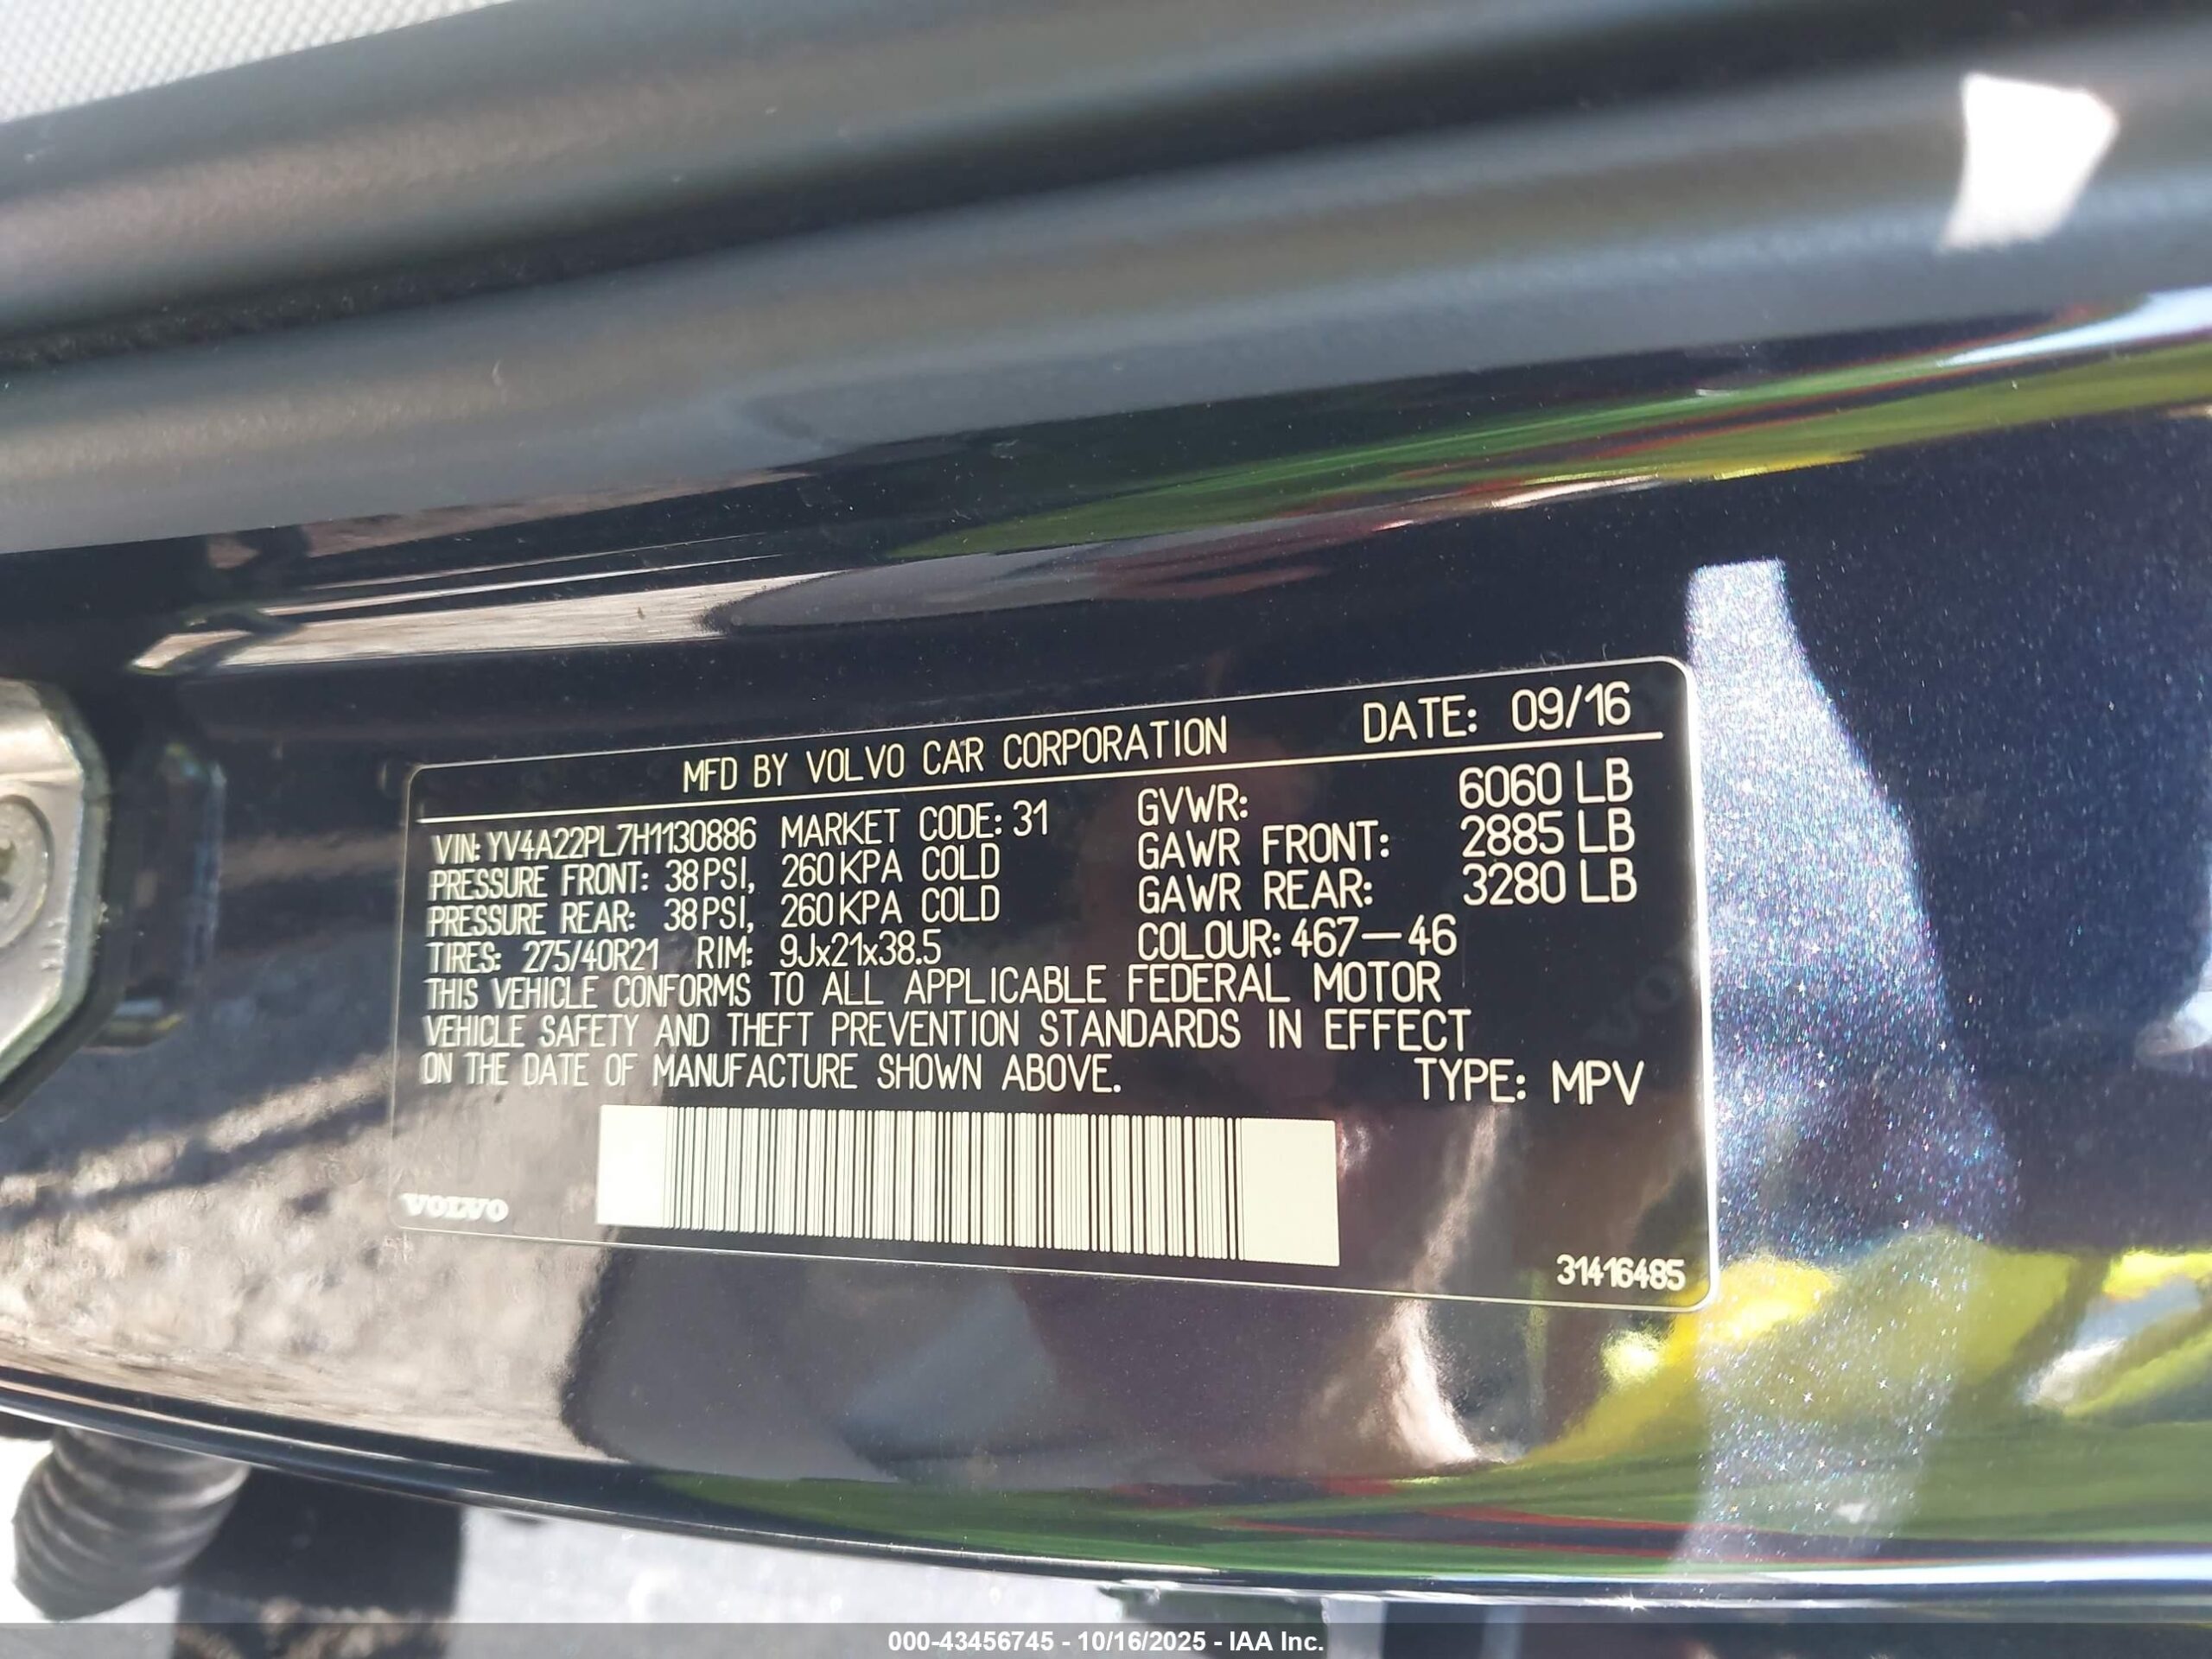 MFD BY VOLVO CAR CORPORATION DATE: 09/16
VIN: YV4A22PL7H1130886 MARKET CODE: 31 GVWR: 6060 LB
PRESSURE FRONT: 38 PSI, 260 KPA COLD GAWR FRONT: 2885 LB
PRESSURE REAR: 38 PSI, 260 KPA COLD GAWR REAR: 3280 LB
TIRES: 275/40R21 RIM: 9Jx21x38.5 COLOUR: 467-46
THIS VEHICLE CONFORMS TO ALL APPLICABLE FEDERAL MOTOR
VEHICLE SAFETY AND THEFT PREVENTION STANDARDS IN EFFECT
ON THE DATE OF MANUFACTURE SHOWN ABOVE. TYPE: MPV
VOLVO
31416485
000-43456745 - 10/16/2025 - IAA Inc.